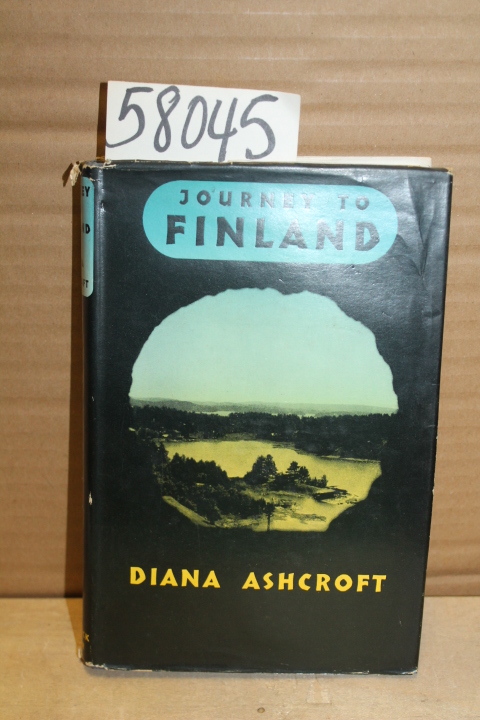 58045
JOURNEY TO
FINLAND
DIANA ASHCROFT